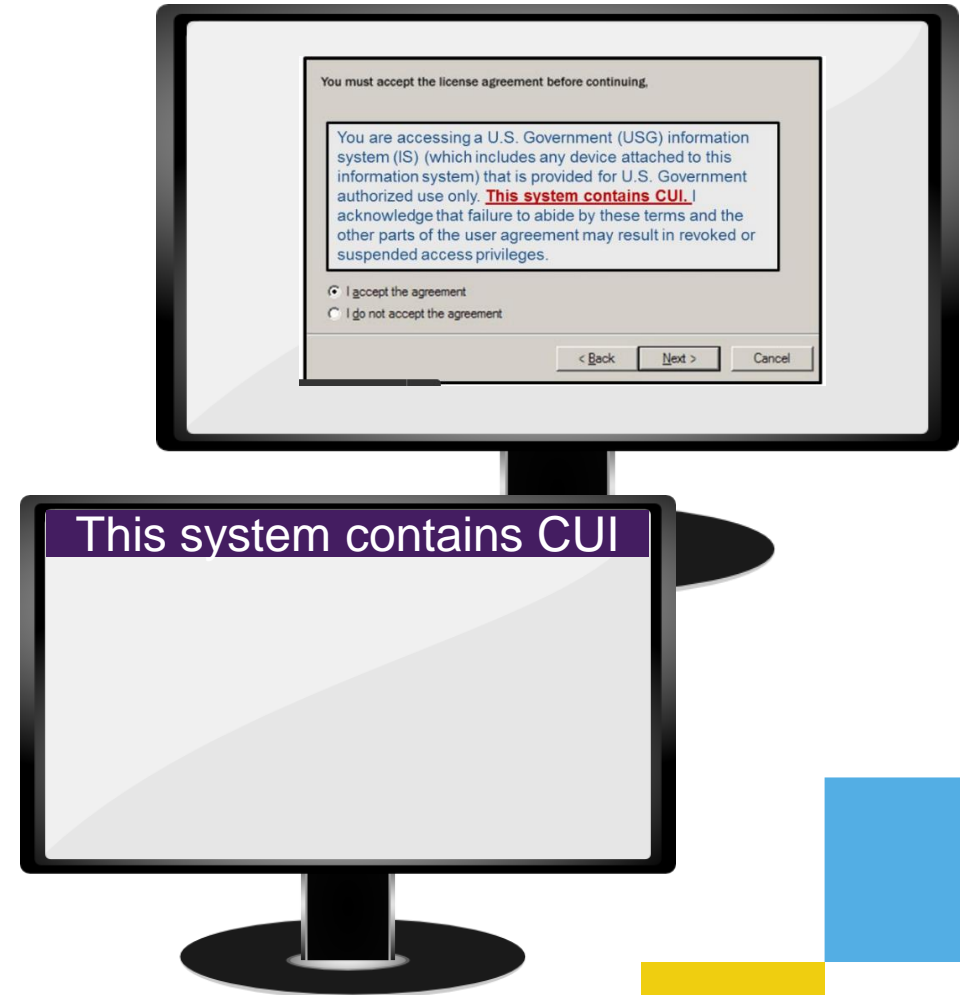 You must accept the license agreement before continuing.
You are accessing a U.S. Government (USG) information
system (IS) (which includes any device attached to this
information system) that is provided for U.S. Government
authorized use only. This system contains CUI. I
acknowledge that failure to abide by these terms and the
other parts of the user agreement may result in revoked or
suspended access privileges.
I accept the agreement
I do not accept the agreement
< Back Next > Cancel
This system contains CUI